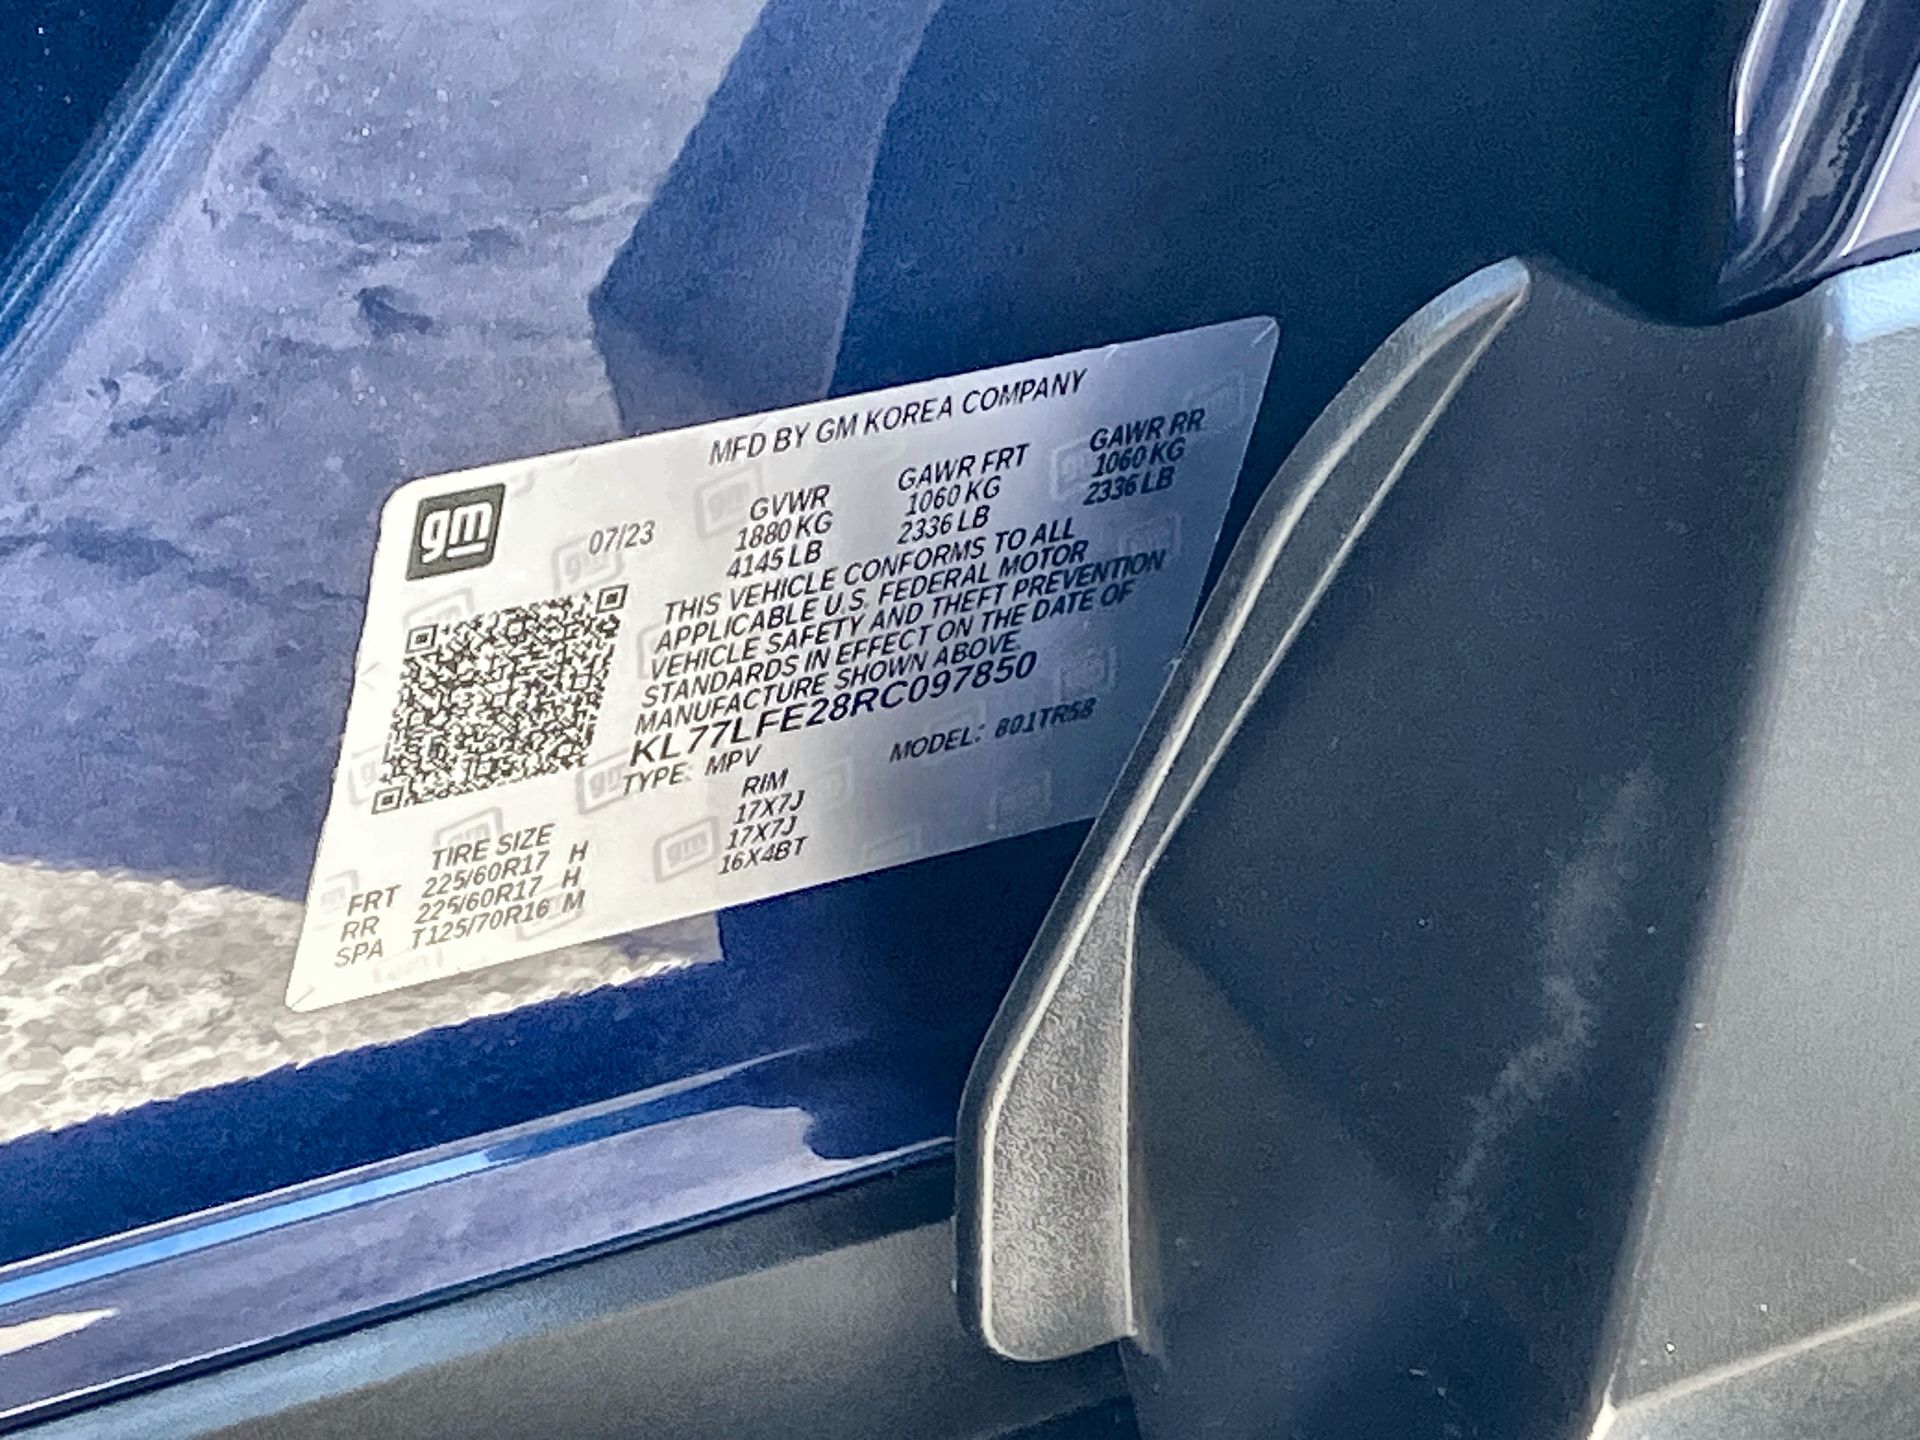 MFD BY GM KOREA COMPANY
gm
07/23
GVWR GAWR FRT GAWR RR
1880 KG 1060 KG 1060 KG
4145 LB 2336 LB 2336 LB
THIS VEHICLE CONFORMS TO ALL
APPLICABLE U.S. FEDERAL MOTOR
VEHICLE SAFETY AND THEFT PREVENTION
STANDARDS IN EFFECT ON THE DATE OF
MANUFACTURE SHOWN ABOVE.
KL77LFE28RC097850
TYPE: MPV MODEL: 801TR58
TIRE SIZE RIM
FRT 225/60R17 H 17X7J
RR 225/60R17 H 17X7J
SPA T125/70R16 M 16X4BT